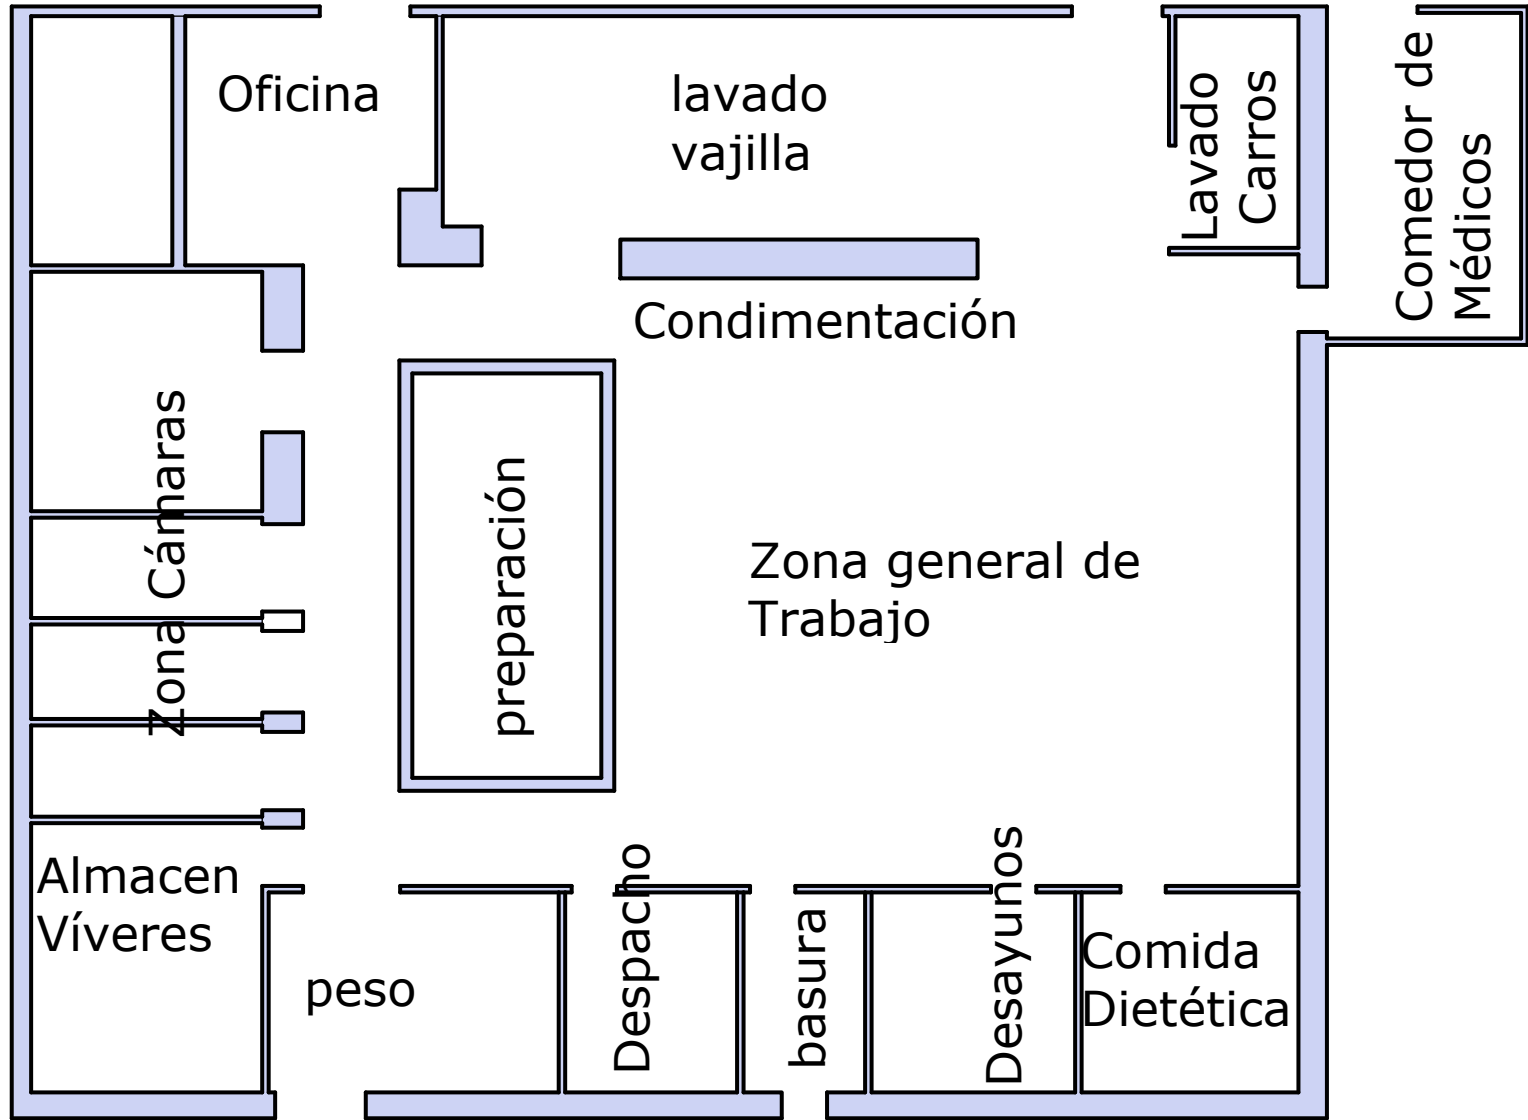 Oficina
lavado
vajilla
Lavado
Carros
Comedor de
Médicos
Condimentación
Zona Cámaras
preparación
Zona general de
Trabajo
Almacen
Víveres
peso
Despacho
basura
Desayunos
Comida
Dietética